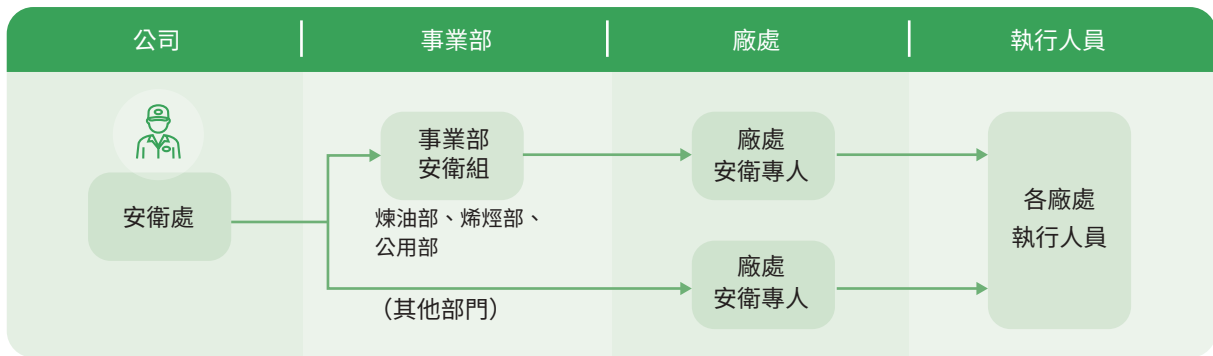 公司
事業部
廠處
執行人員
安衛處
事業部
安衛組
煉油部、烯烴部、
公用部
（其他部門）
廠處
安衛專人
廠處
安衛專人
各廠處
執行人員